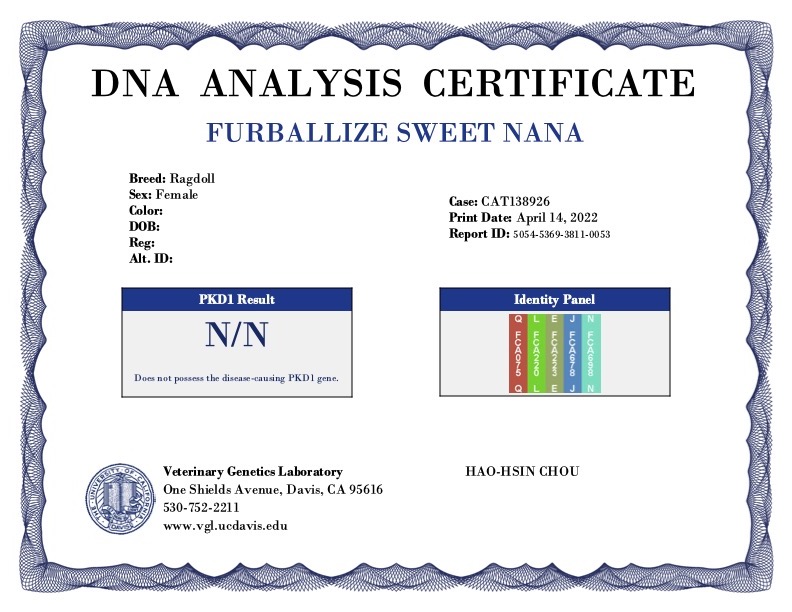 DNA ANALYSIS CERTIFICATE
FURBALLIZE SWEET NANA
Breed: Ragdoll
Sex: Female
Color:
DOB:
Reg:
Alt. ID:
Case: CAT138926
Print Date: April 14, 2022
Report ID: 5054-5369-3811-0053
PKD1 Result
N/N
Does not possess the disease-causing PKD1 gene.
Identity Panel
Q L E J N
FCA075 FCA220 FCA223 FCA678 FCA698
Q L E J N
THE UNIVERSITY OF CALIFORNIA
DAVIS
Veterinary Genetics Laboratory
One Shields Avenue, Davis, CA 95616
530-752-2211
www.vgl.ucdavis.edu
HAO-HSIN CHOU